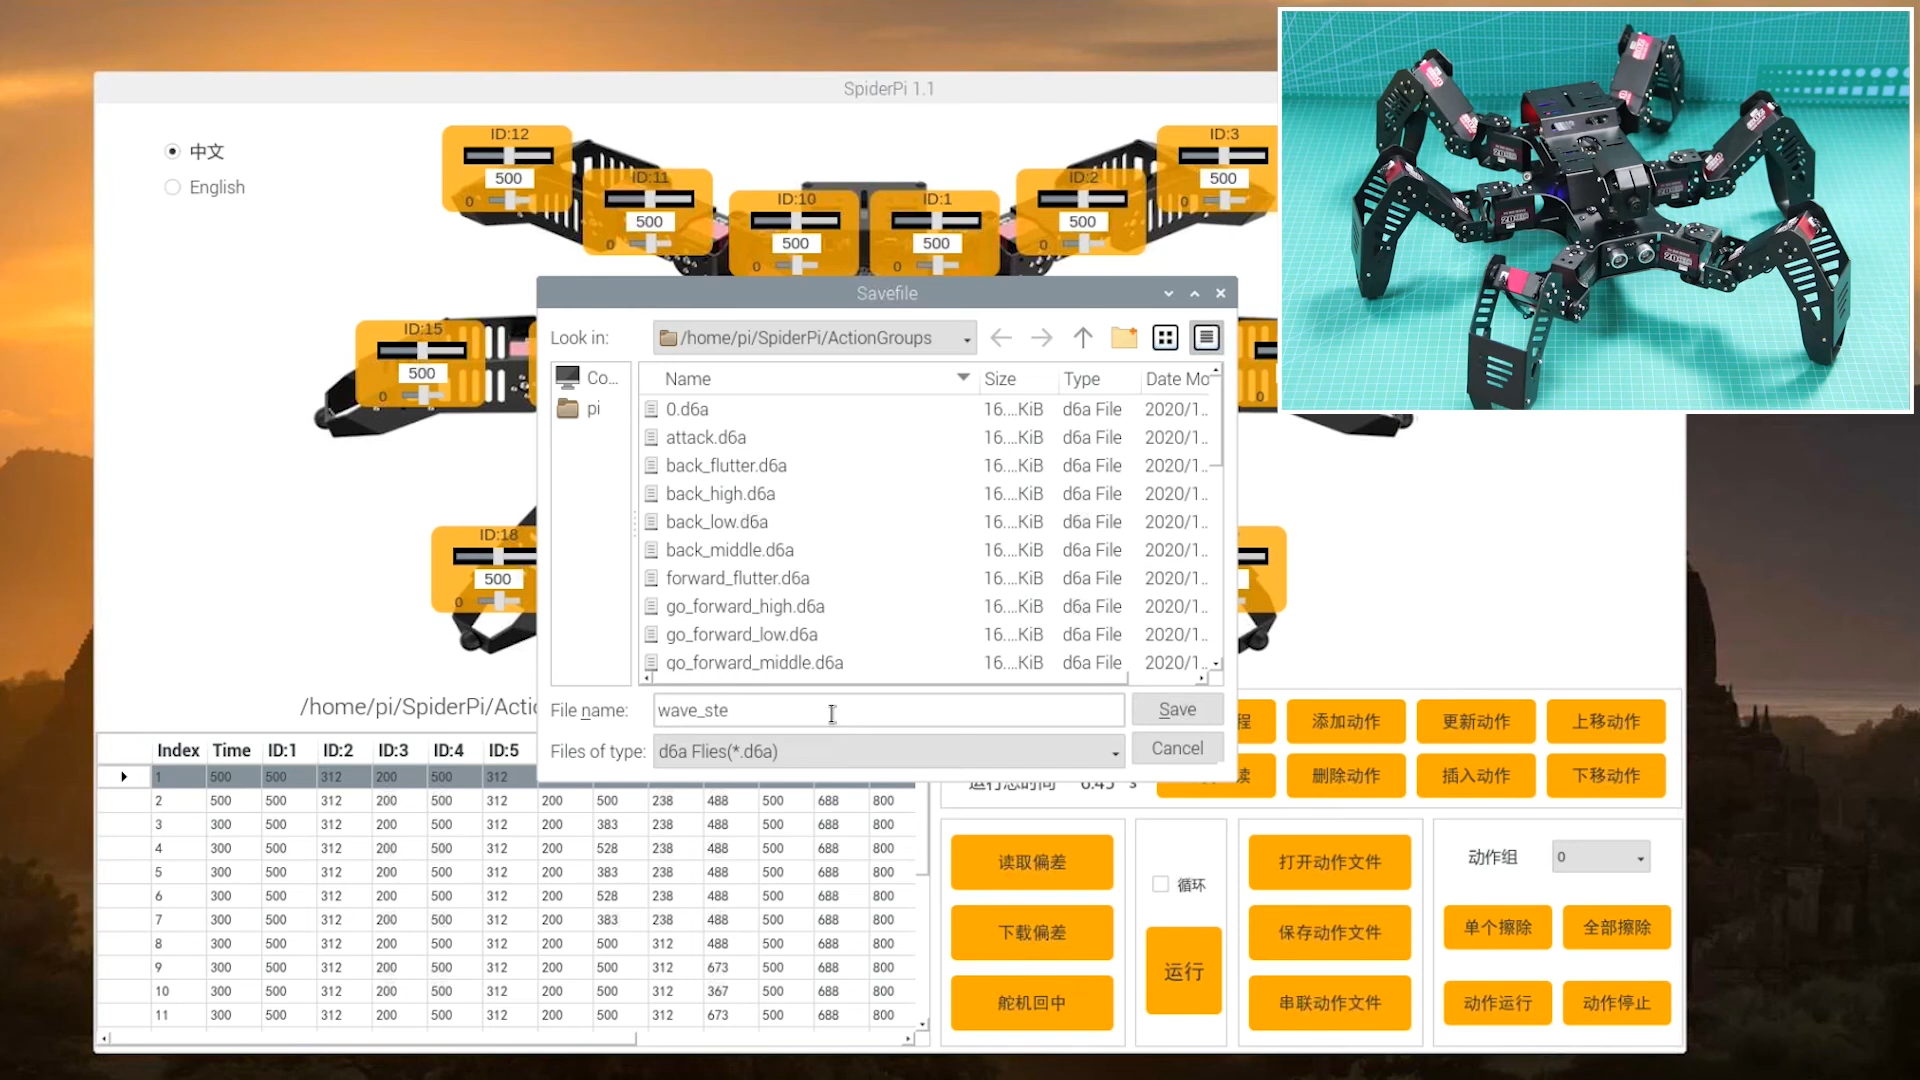 SpiderPi 1.1
中文
English
ID:12
500
0
ID:11
500
0
ID:10
500
0
ID:1
500
0
ID:2
500
0
ID:3
500
0
ID:15
500
0
0
ID:18
500
0
Savefile
Look in:
/home/pi/SpiderPi/ActionGroups
Co...
pi
Name Size Type Date Mo
0.d6a 16....KiB d6a File 2020/1..
attack.d6a 16....KiB d6a File 2020/1..
back_flutter.d6a 16....KiB d6a File 2020/1..
back_high.d6a 16....KiB d6a File 2020/1..
back_low.d6a 16....KiB d6a File 2020/1..
back_middle.d6a 16....KiB d6a File 2020/1..
forward_flutter.d6a 16....KiB d6a File 2020/1..
go_forward_high.d6a 16....KiB d6a File 2020/1..
go_forward_low.d6a 16....KiB d6a File 2020/1..
go_forward_middle.d6a 16....KiB d6a File 2020/1..
File name: wave_ste Save
Files of type: d6a Flies(*.d6a) Cancel
/home/pi/SpiderPi/Actio
Index Time ID:1 ID:2 ID:3 ID:4 ID:5
1 500 500 312 200 500 312
2 500 500 312 200 500 312 200 500 238 488 500 688 800
3 300 500 312 200 500 312 200 383 238 488 500 688 800
4 300 500 312 200 500 312 200 528 238 488 500 688 800
5 300 500 312 200 500 312 200 383 238 488 500 688 800
6 300 500 312 200 500 312 200 528 238 488 500 688 800
7 300 500 312 200 500 312 200 383 238 488 500 688 800
8 300 500 312 200 500 312 200 500 312 488 500 688 800
9 300 500 312 200 500 312 200 500 312 673 500 688 800
10 300 500 312 200 500 312 200 500 312 367 500 688 800
11 300 500 312 200 500 312 200 500 312 673 500 688 800
程 添加动作 更新动作 上移动作
运行总时间 6.45 s
读 删除动作 插入动作 下移动作
读取偏差
下载偏差
舵机回中
循环
运行
打开动作文件
保存动作文件
串联动作文件
动作组 0
单个擦除 全部擦除
动作运行 动作停止